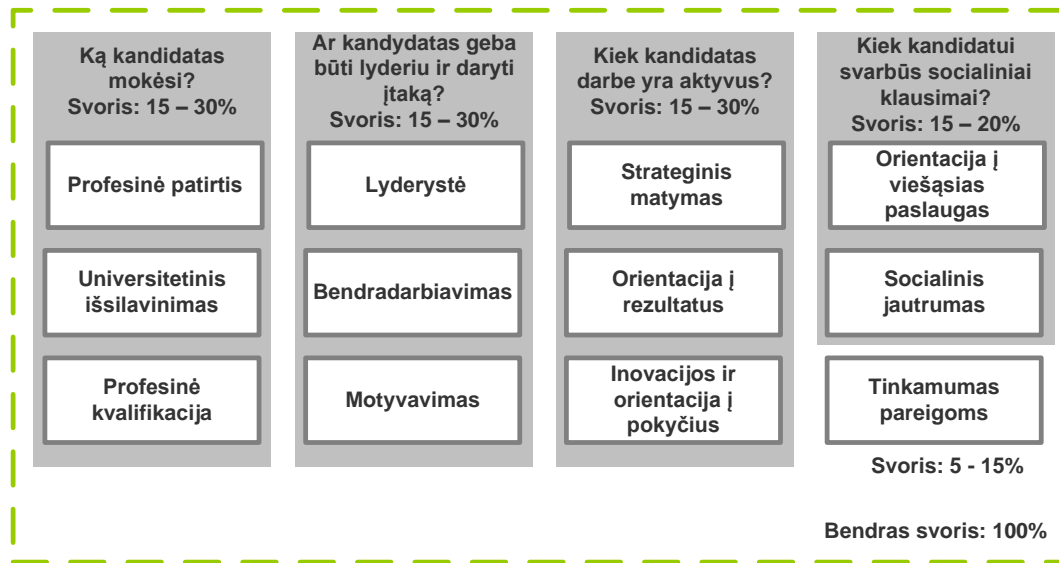 Ką kandidatas
mokėsi?
Svoris: 15 – 30%
Profesinė patirtis
Universitetinis
išsilavinimas
Profesinė
kvalifikacija
Ar kandydatas geba
būti lyderiu ir daryti
įtaką?
Svoris: 15 – 30%
Lyderystė
Bendradarbiavimas
Motyvavimas
Kiek kandidatas
darbe yra aktyvus?
Svoris: 15 – 30%
Strateginis
matymas
Orientacija į
rezultatus
Inovacijos ir
orientacija į
pokyčius
Kiek kandidatui
svarbūs socialiniai
klausimai?
Svoris: 15 – 20%
Orientacija į
viešąsias
paslaugas
Socialinis
jautrumas
Tinkamumas
pareigoms
Svoris: 5 - 15%
Bendras svoris: 100%